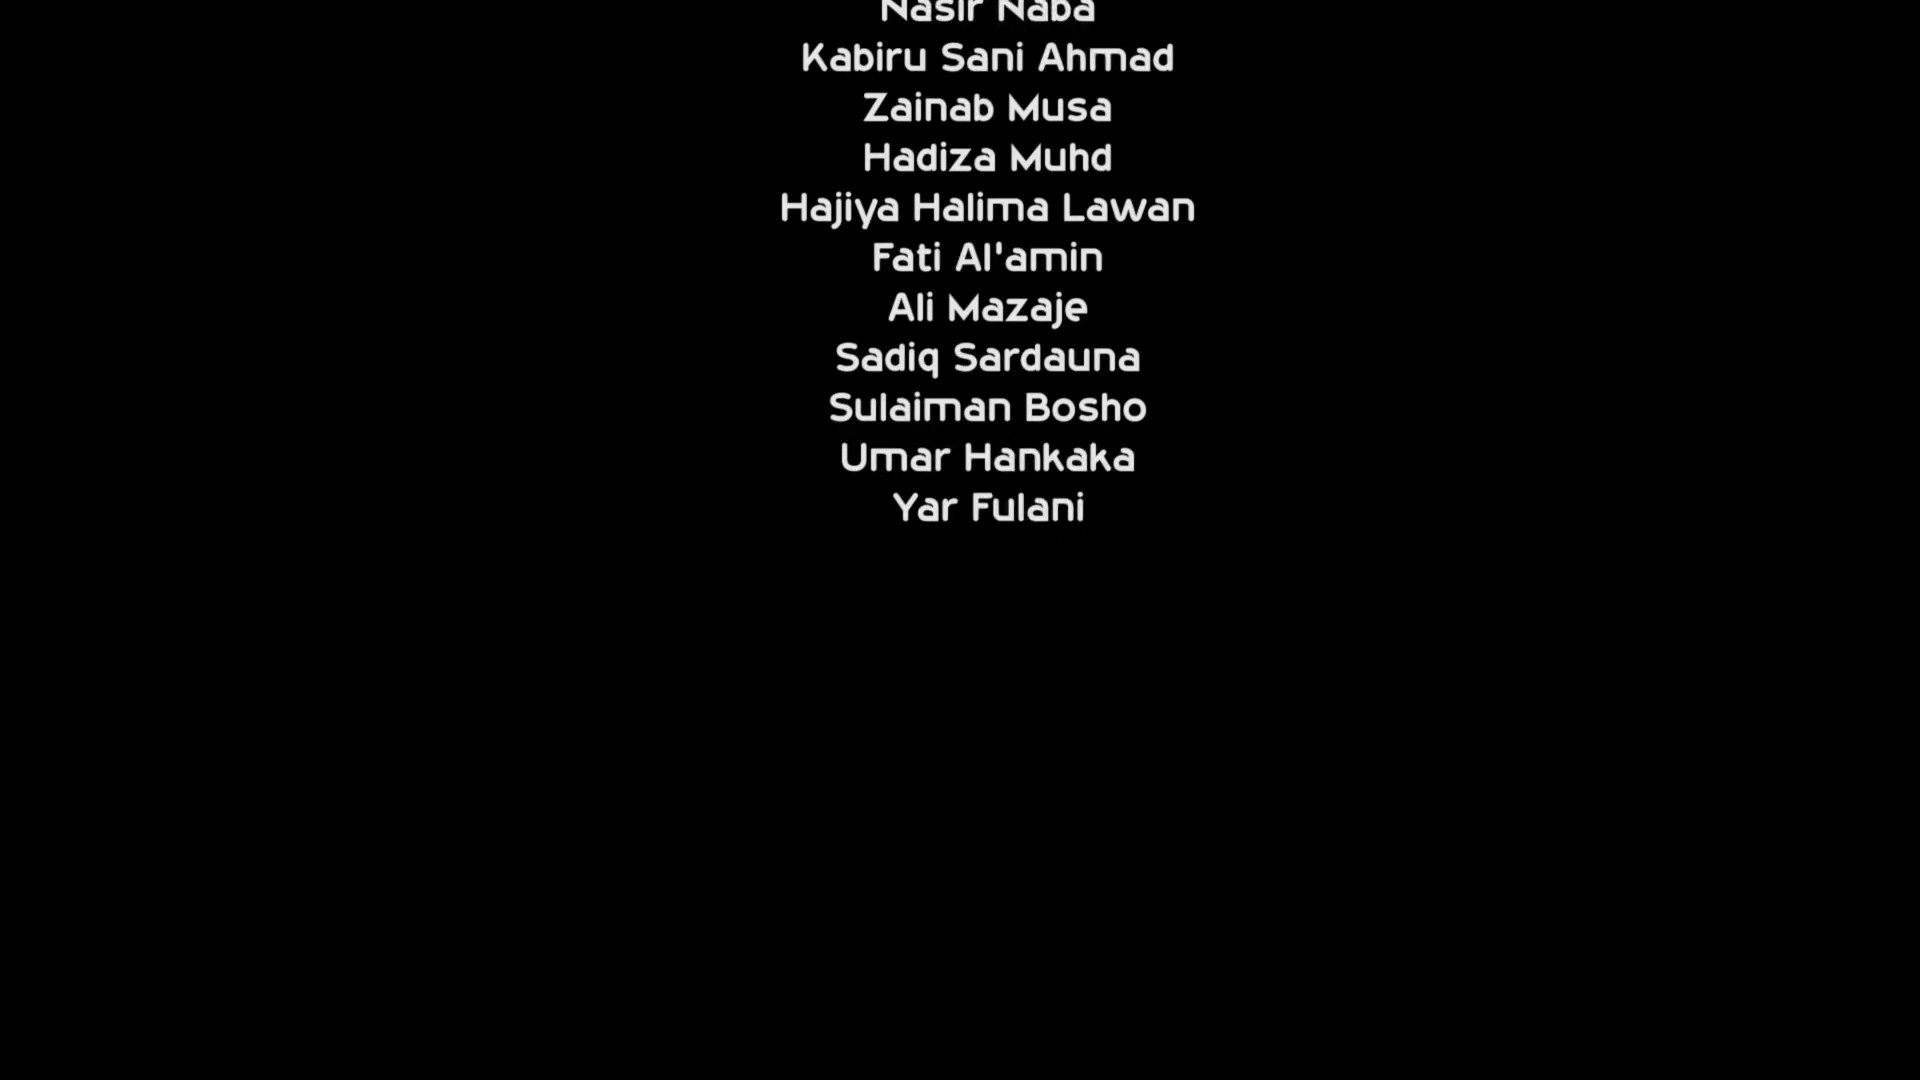 Nasir Naba
Kabiru Sani Ahmad
Zainab Musa
Hadiza Muhd
Hajiya Halima Lawan
Fati Al'amin
Ali Mazaje
Sadiq Sardauna
Sulaiman Bosho
Umar Hankaka
Yar Fulani